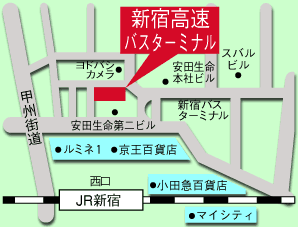 新宿高速
バスターミナル
ヨドバシ
カメラ
安田生命
本社ビル
スバル
ビル
甲州街道
新宿バス
ターミナル
安田生命第二ビル
ルミネ1
京王百貨店
西口
小田急百貨店
JR新宿
マイシティ